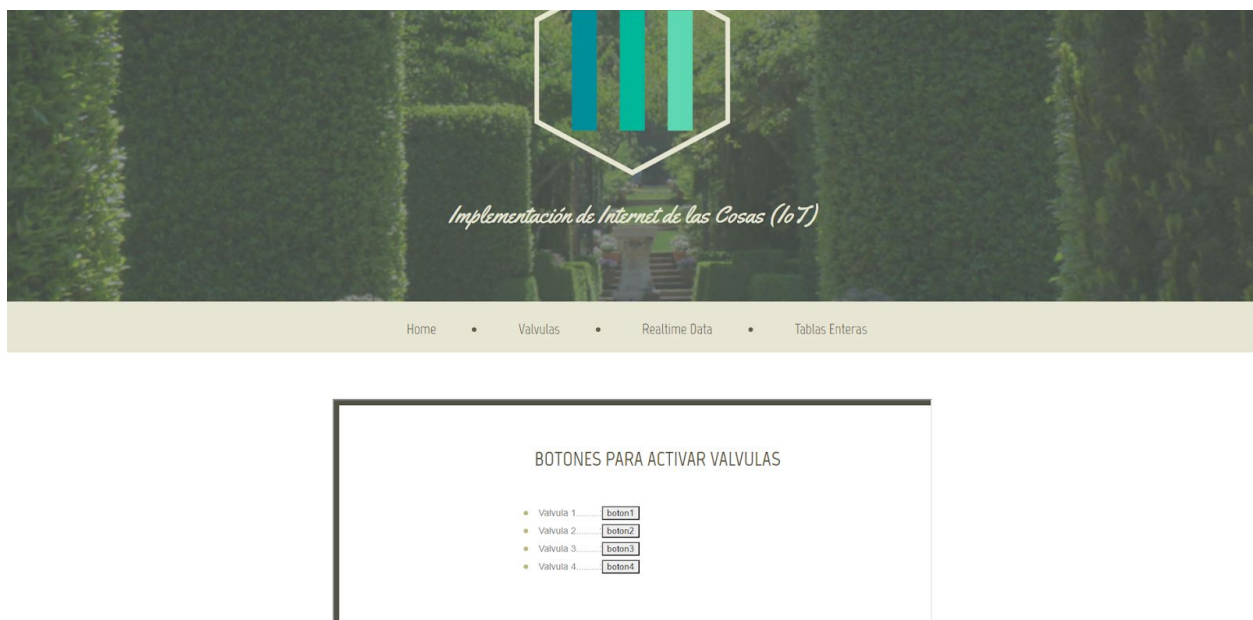 Implementación de Internet de las Cosas (IoT)
Home • Valvulas • Realtime Data • Tablas Enteras
BOTONES PARA ACTIVAR VALVULAS
• Valvula 1.........: boton1
• Valvula 2.........: boton2
• Valvula 3.........: boton3
• Valvula 4.........: boton4